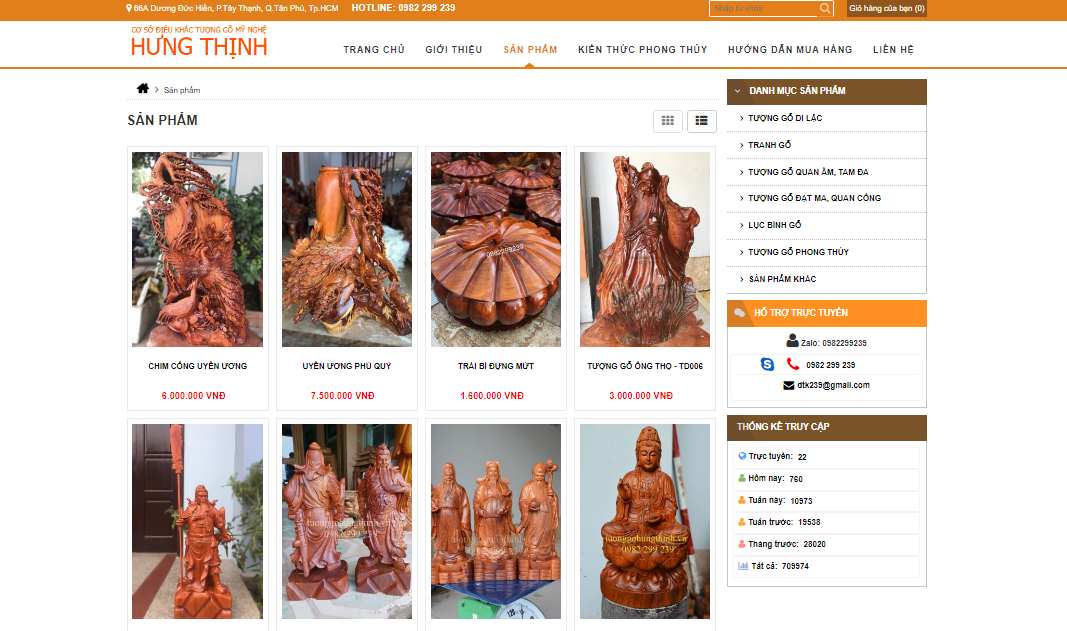 66A Dương Đức Hiền, P.Tây Thạnh, Q.Tân Phú, Tp.HCM HOTLINE: 0982 299 239
Nhập từ khóa
Giỏ hàng của bạn (0)
CƠ SỞ ĐIÊU KHẮC TƯỢNG GỖ MỸ NGHỆ
HƯNG THỊNH
TRANG CHỦ GIỚI THIỆU SẢN PHẨM KIẾN THỨC PHONG THỦY HƯỚNG DẪN MUA HÀNG LIÊN HỆ
Sản phẩm
SẢN PHẨM
CHIM CÔNG UYÊN ƯƠNG
6.000.000 VNĐ
UYÊN ƯƠNG PHÚ QUÝ
7.500.000 VNĐ
0982299239
TRÁI BÍ ĐỰNG MỨT
1.600.000 VNĐ
TƯỢNG GỖ ÔNG THỌ - TD006
3.000.000 VNĐ
tuonggohungthinh.vn
0982 299 239
tuonggohungthinh.vn
0982 299 239
tuonggohungthinh.vn
0982 299 239
DANH MỤC SẢN PHẨM
TƯỢNG GỖ DI LẶC
TRANH GỖ
TƯỢNG GỖ QUAN ÂM, TAM ĐA
TƯỢNG GỖ ĐẠT MA, QUAN CÔNG
LỤC BÌNH GỖ
TƯỢNG GỖ PHONG THỦY
SẢN PHẨM KHÁC
HỖ TRỢ TRỰC TUYẾN
Zalo: 0982299239
0982 299 239
dtk239@gmail.com
THỐNG KÊ TRUY CẬP
Trực tuyến: 22
Hôm nay: 760
Tuần này: 10973
Tuần trước: 19538
Tháng trước: 28020
Tất cả: 709974